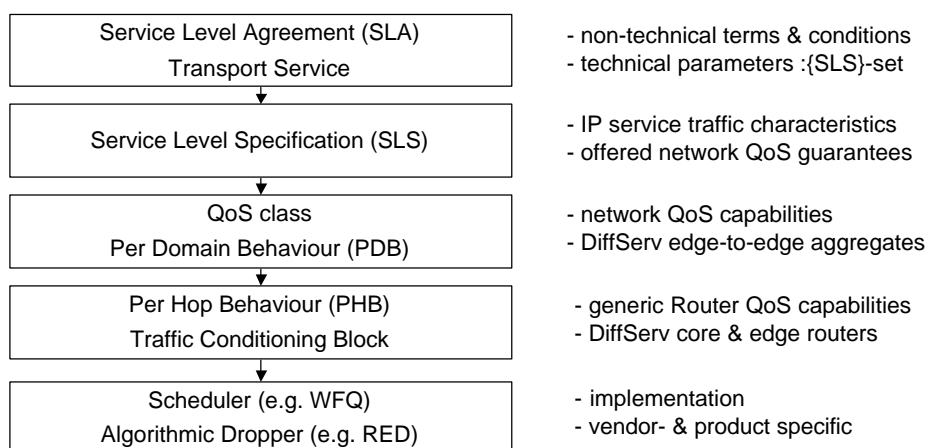 Service Level Agreement (SLA)
Transport Service
- non-technical terms & conditions
- technical parameters :{SLS}-set
Service Level Specification (SLS)
- IP service traffic characteristics
- offered network QoS guarantees
QoS class
Per Domain Behaviour (PDB)
- network QoS capabilities
- DiffServ edge-to-edge aggregates
Per Hop Behaviour (PHB)
Traffic Conditioning Block
- generic Router QoS capabilities
- DiffServ core & edge routers
Scheduler (e.g. WFQ)
Algorithmic Dropper (e.g. RED)
- implementation
- vendor- & product specific